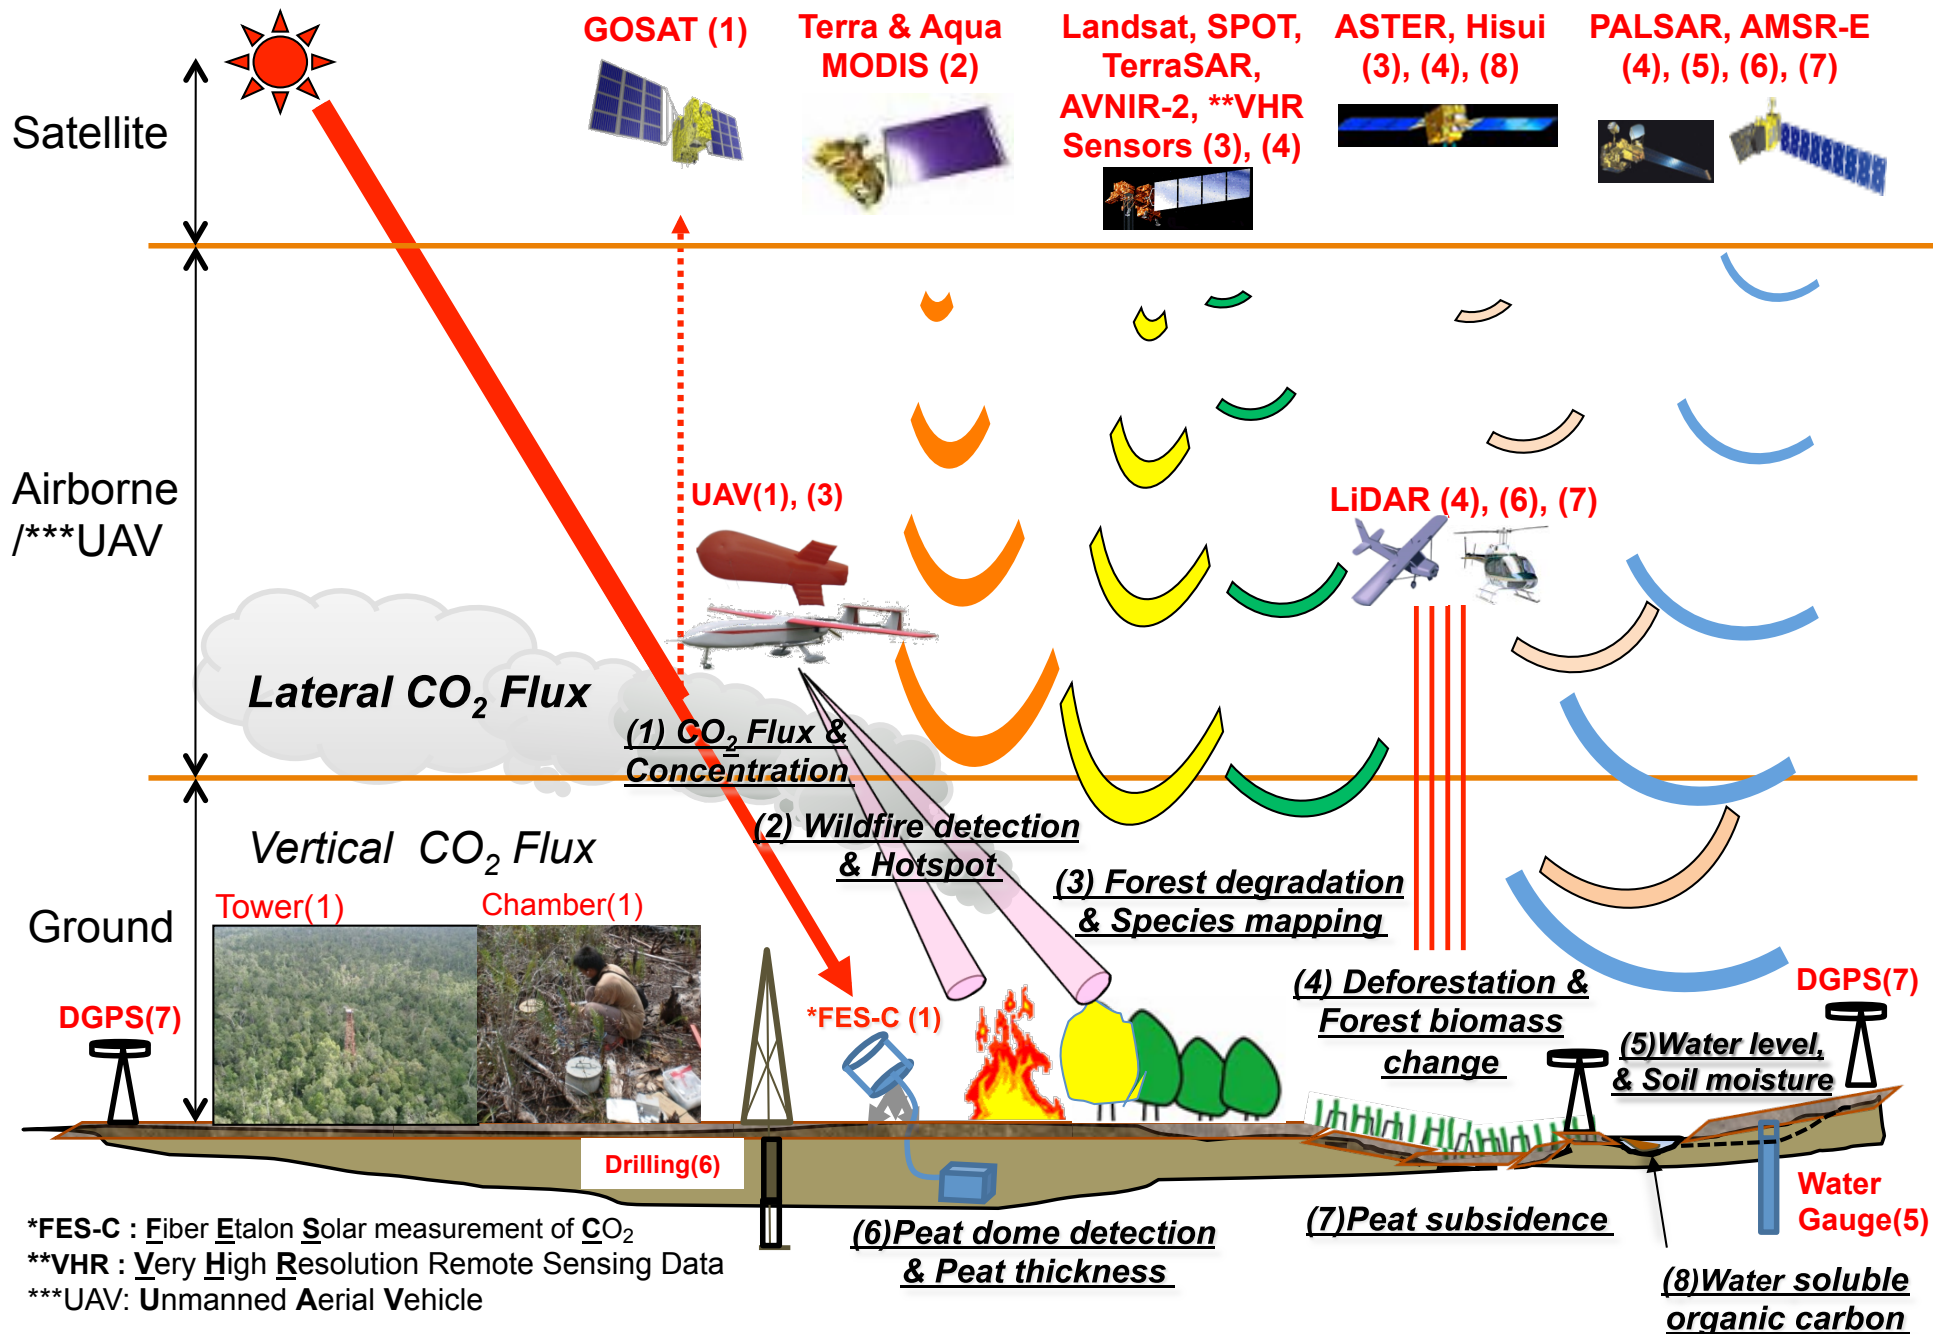 GOSAT (1)
Terra & Aqua
MODIS (2)
Landsat, SPOT,
TerraSAR,
AVNIR-2, **VHR
Sensors (3), (4)
ASTER, Hisui
(3), (4), (8)
PALSAR, AMSR-E
(4), (5), (6), (7)
Satellite
Airborne
/***UAV
UAV(1), (3)
LiDAR (4), (6), (7)
Lateral CO2 Flux
(1) CO2 Flux &
Concentration
(2) Wildfire detection
& Hotspot
Vertical CO2 Flux
(3) Forest degradation
& Species mapping
Ground
Tower(1)
Chamber(1)
DGPS(7)
*FES-C (1)
(4) Deforestation &
Forest biomass
change
DGPS(7)
(5)Water level,
& Soil moisture
Drilling(6)
Water
Gauge(5)
(6)Peat dome detection
& Peat thickness
(7)Peat subsidence
(8)Water soluble
organic carbon
*FES-C : Fiber Etalon Solar measurement of CO2
**VHR : Very High Resolution Remote Sensing Data
***UAV: Unmanned Aerial Vehicle